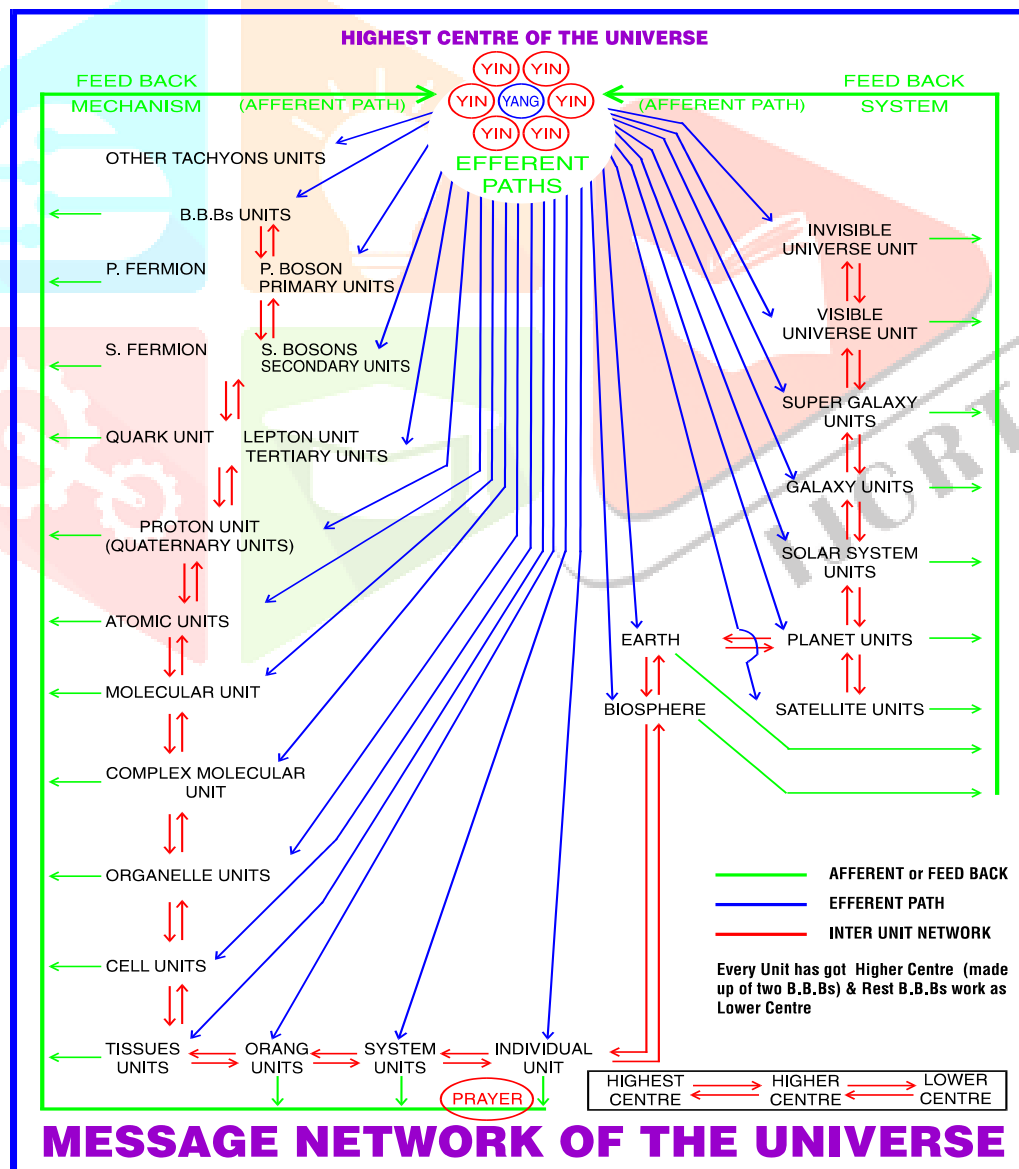 HIGHEST CENTRE OF THE UNIVERSE
YIN YIN
YIN YANG YIN
YIN YIN
FEED BACK
MECHANISM (AFFERENT PATH)
(AFFERENT PATH) FEED BACK
SYSTEM
EFFERENT
PATHS
OTHER TACHYONS UNITS
B.B.Bs UNITS
P. FERMION P. BOSON
PRIMARY UNITS
S. FERMION S. BOSONS
SECONDARY UNITS
QUARK UNIT LEPTON UNIT
TERTIARY UNITS
PROTON UNIT
(QUATERNARY UNITS)
ATOMIC UNITS
MOLECULAR UNIT
COMPLEX MOLECULAR
UNIT
ORGANELLE UNITS
CELL UNITS
TISSUES
UNITS
ORANG
UNITS
SYSTEM
UNITS
INDIVIDUAL
UNIT
PRAYER
INVISIBLE
UNIVERSE UNIT
VISIBLE
UNIVERSE UNIT
SUPER GALAXY
UNITS
GALAXY UNITS
SOLAR SYSTEM
UNITS
EARTH
PLANET UNITS
BIOSPHERE
SATELLITE UNITS
IJCRT
AFFERENT or FEED BACK
EFFERENT PATH
INTER UNIT NETWORK
Every Unit has got Higher Centre (made
up of two B.B.Bs) & Rest B.B.Bs work as
Lower Centre
HIGHEST
CENTRE
HIGHER
CENTRE
LOWER
CENTRE
MESSAGE NETWORK OF THE UNIVERSE